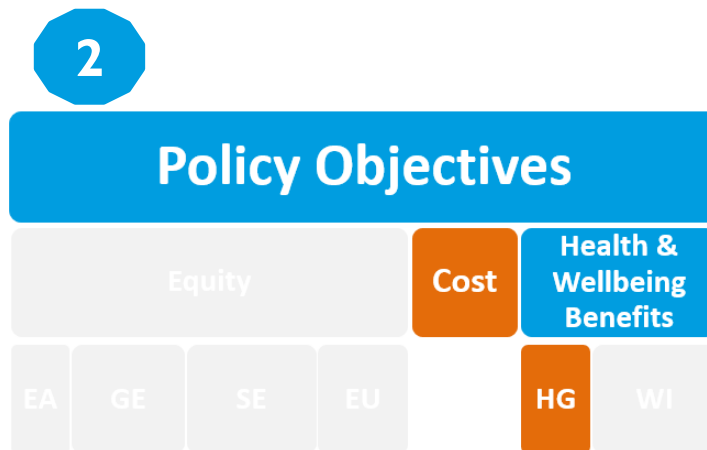 2
Policy Objectives
Equity
Cost
Health &
Wellbeing
Benefits
EA
GE
SE
EU
HG
WI